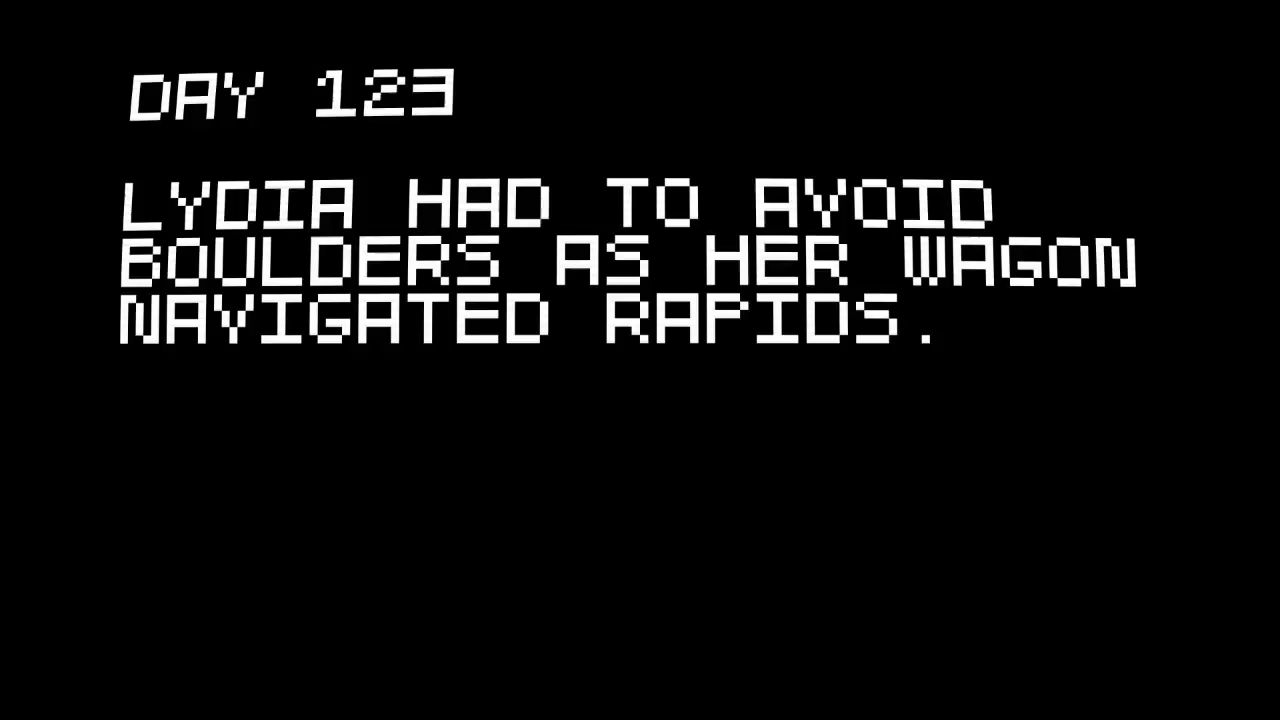 DAY 123
LYDIA HAD TO AVOID
BOULDERS AS HER WAGON
NAVIGATED RAPIDS.